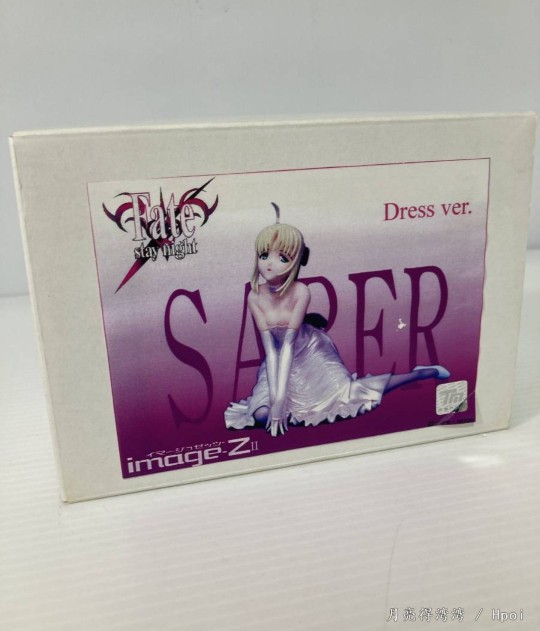 Fate
stay night
Dress ver.
SABER
イマージュゼッツー
image-Z II
月亮得湾湾 / Hpoi